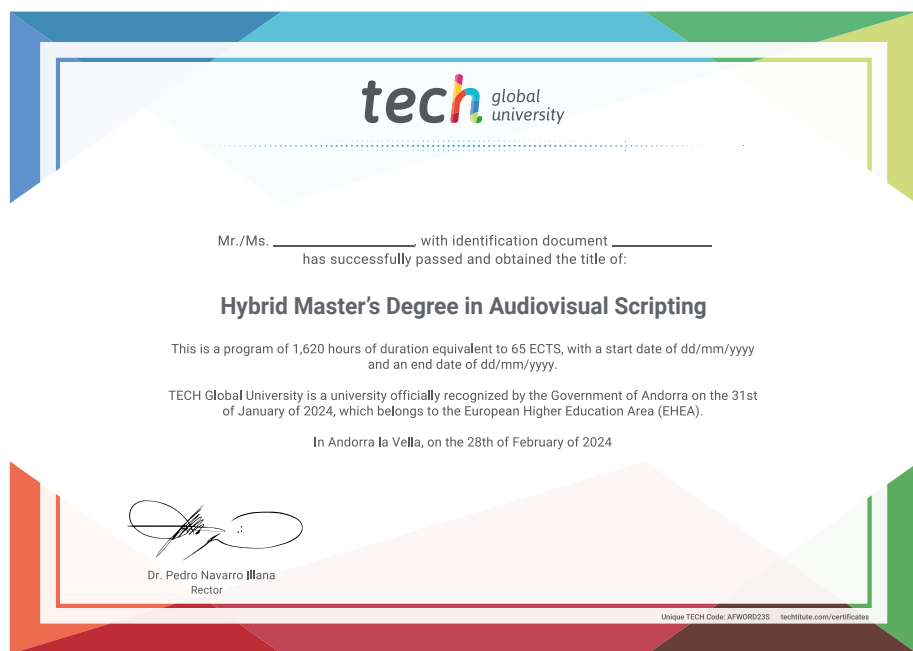 tech global university
Mr./Ms. ____________________, with identification document ______________
has successfully passed and obtained the title of:
Hybrid Master's Degree in Audiovisual Scripting
This is a program of 1,620 hours of duration equivalent to 65 ECTS, with a start date of dd/mm/yyyy
and an end date of dd/mm/yyyy.
TECH Global University is a university officially recognized by the Government of Andorra on the 31st
of January of 2024, which belongs to the European Higher Education Area (EHEA).
In Andorra la Vella, on the 28th of February of 2024
Dr. Pedro Navarro Illana
Rector
Unique TECH Code: AFWORD23S techtitute.com/certificates